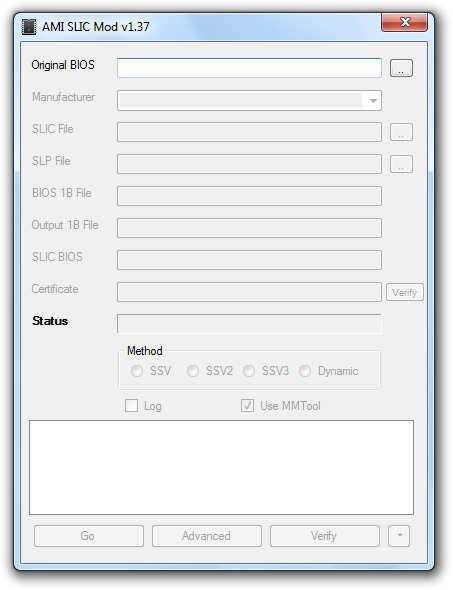 AMI SLIC Mod v1.37
Original BIOS ..
Manufacturer
SLIC File ..
SLP File ..
BIOS 1B File
Output 1B File
SLIC BIOS
Certificate Verify
Status
Method
SSV SSV2 SSV3 Dynamic
Log Use MMTool
Go Advanced Verify *